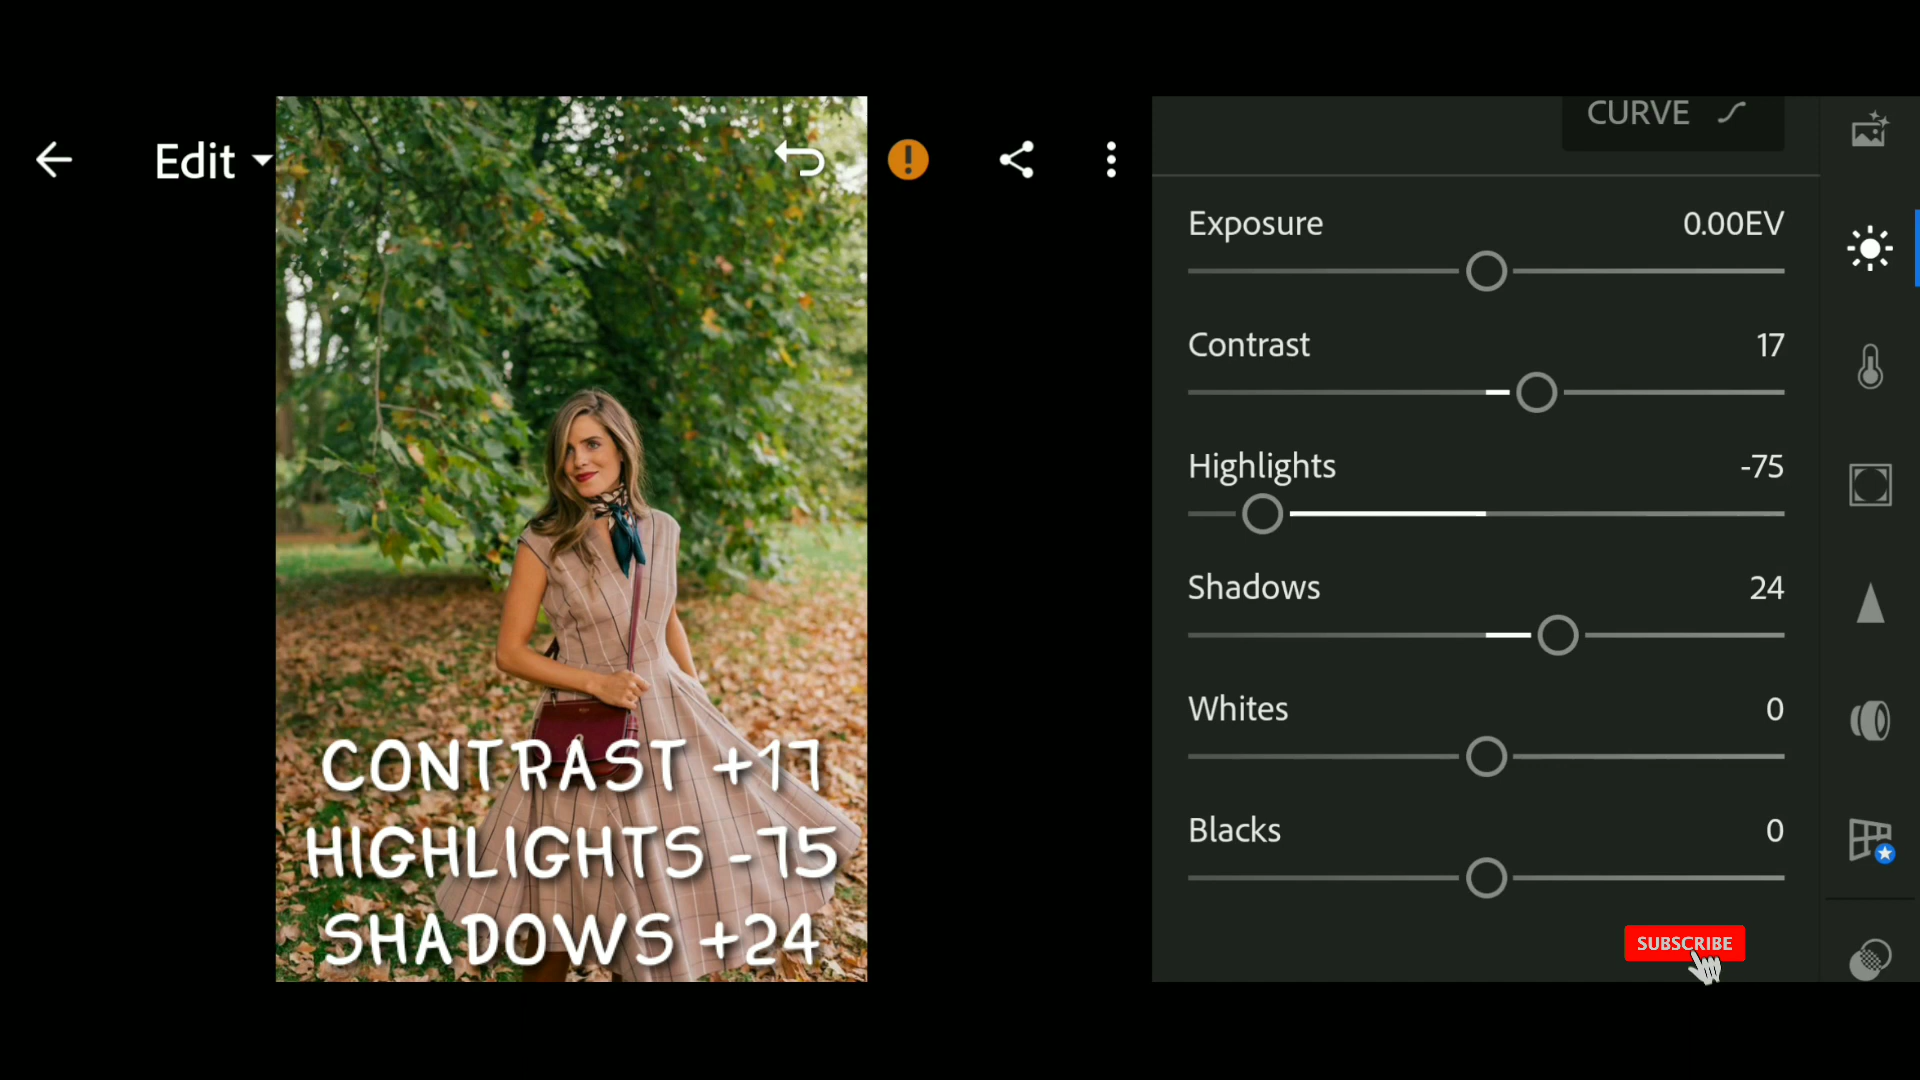 Edit
CURVE
Exposure 0.00EV
Contrast 17
Highlights -75
Shadows 24
Whites 0
Blacks 0
CONTRAST +17
HIGHLIGHTS -75
SHADOWS +24
SUBSCRIBE